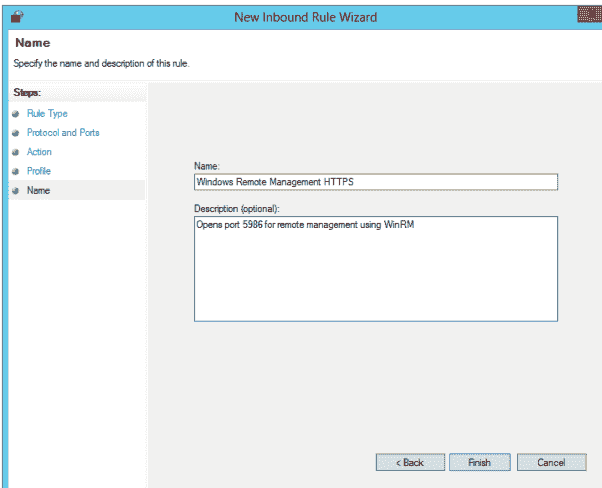 New Inbound Rule Wizard
Name
Specify the name and description of this rule.
Steps:
Rule Type
Protocol and Ports
Action
Profile
Name
Name:
Windows Remote Management HTTPS
Description (optional):
Opens port 5986 for remote management using WinRM
< Back
Finish
Cancel